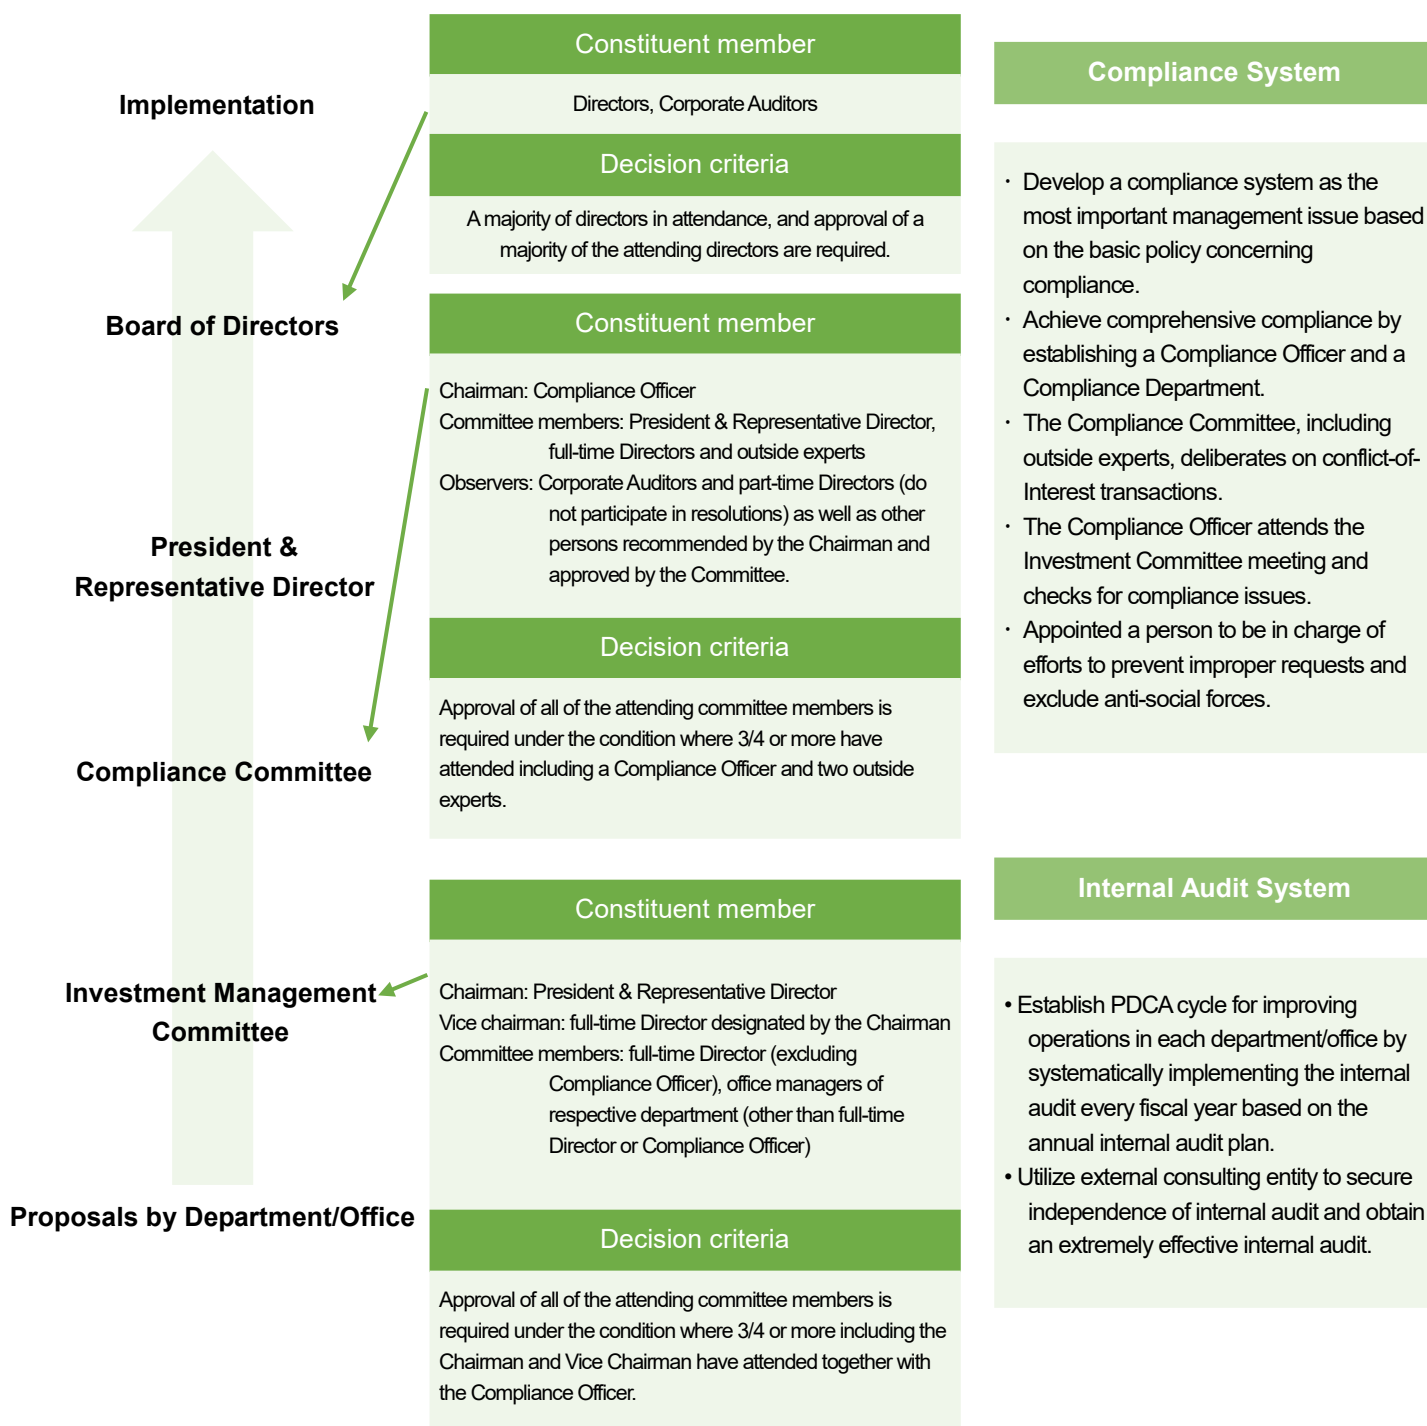 Implementation
Board of Directors
President &
Representative Director
Compliance Committee
Investment Management
Committee
Proposals by Department/Office
Constituent member
Directors, Corporate Auditors
Decision criteria
A majority of directors in attendance, and approval of a
majority of the attending directors are required.
Constituent member
Chairman: Compliance Officer
Committee members: President & Representative Director,
full-time Directors and outside experts
Observers: Corporate Auditors and part-time Directors (do
not participate in resolutions) as well as other
persons recommended by the Chairman and
approved by the Committee.
Decision criteria
Approval of all of the attending committee members is
required under the condition where 3/4 or more have
attended including a Compliance Officer and two outside
experts.
Constituent member
Chairman: President & Representative Director
Vice chairman: full-time Director designated by the Chairman
Committee members: full-time Director (excluding
Compliance Officer), office managers of
respective department (other than full-time
Director or Compliance Officer)
Decision criteria
Approval of all of the attending committee members is
required under the condition where 3/4 or more including the
Chairman and Vice Chairman have attended together with
the Compliance Officer.
Compliance System
・ Develop a compliance system as the
most important management issue based
on the basic policy concerning
compliance.
・ Achieve comprehensive compliance by
establishing a Compliance Officer and a
Compliance Department.
・ The Compliance Committee, including
outside experts, deliberates on conflict-of-
Interest transactions.
・ The Compliance Officer attends the
Investment Committee meeting and
checks for compliance issues.
・ Appointed a person to be in charge of
efforts to prevent improper requests and
exclude anti-social forces.
Internal Audit System
• Establish PDCA cycle for improving
operations in each department/office by
systematically implementing the internal
audit every fiscal year based on the
annual internal audit plan.
• Utilize external consulting entity to secure
independence of internal audit and obtain
an extremely effective internal audit.